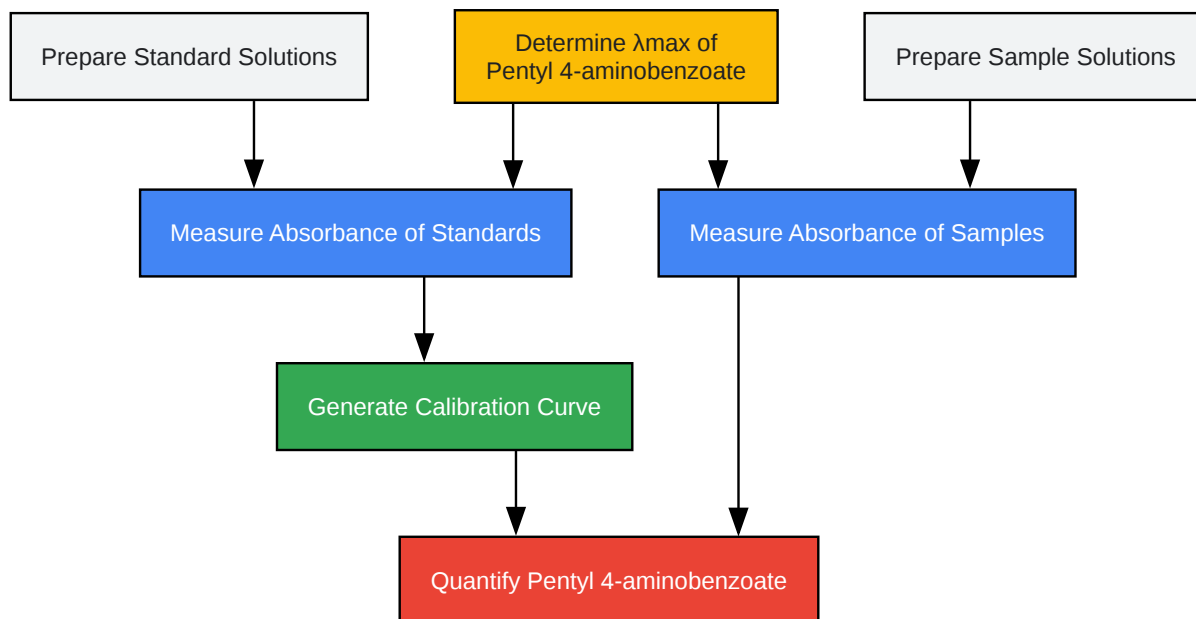 Prepare Standard Solutions
Determine λmax of
Pentyl 4-aminobenzoate
Prepare Sample Solutions
Measure Absorbance of Standards
Measure Absorbance of Samples
Generate Calibration Curve
Quantify Pentyl 4-aminobenzoate